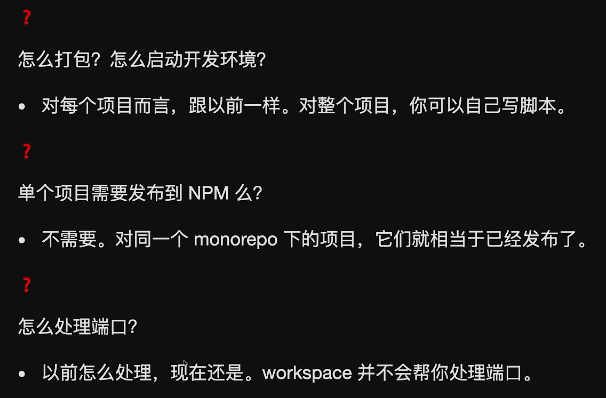 ？
怎么打包？怎么启动开发环境？
• 对每个项目而言，跟以前一样。对整个项目，你可以自己写脚本。
？
单个项目需要发布到 NPM 么？
• 不需要。对同一个 monorepo 下的项目，它们就相当于已经发布了。
？
怎么处理端口？
• 以前怎么处理，现在还是。workspace 并不会帮你处理端口。